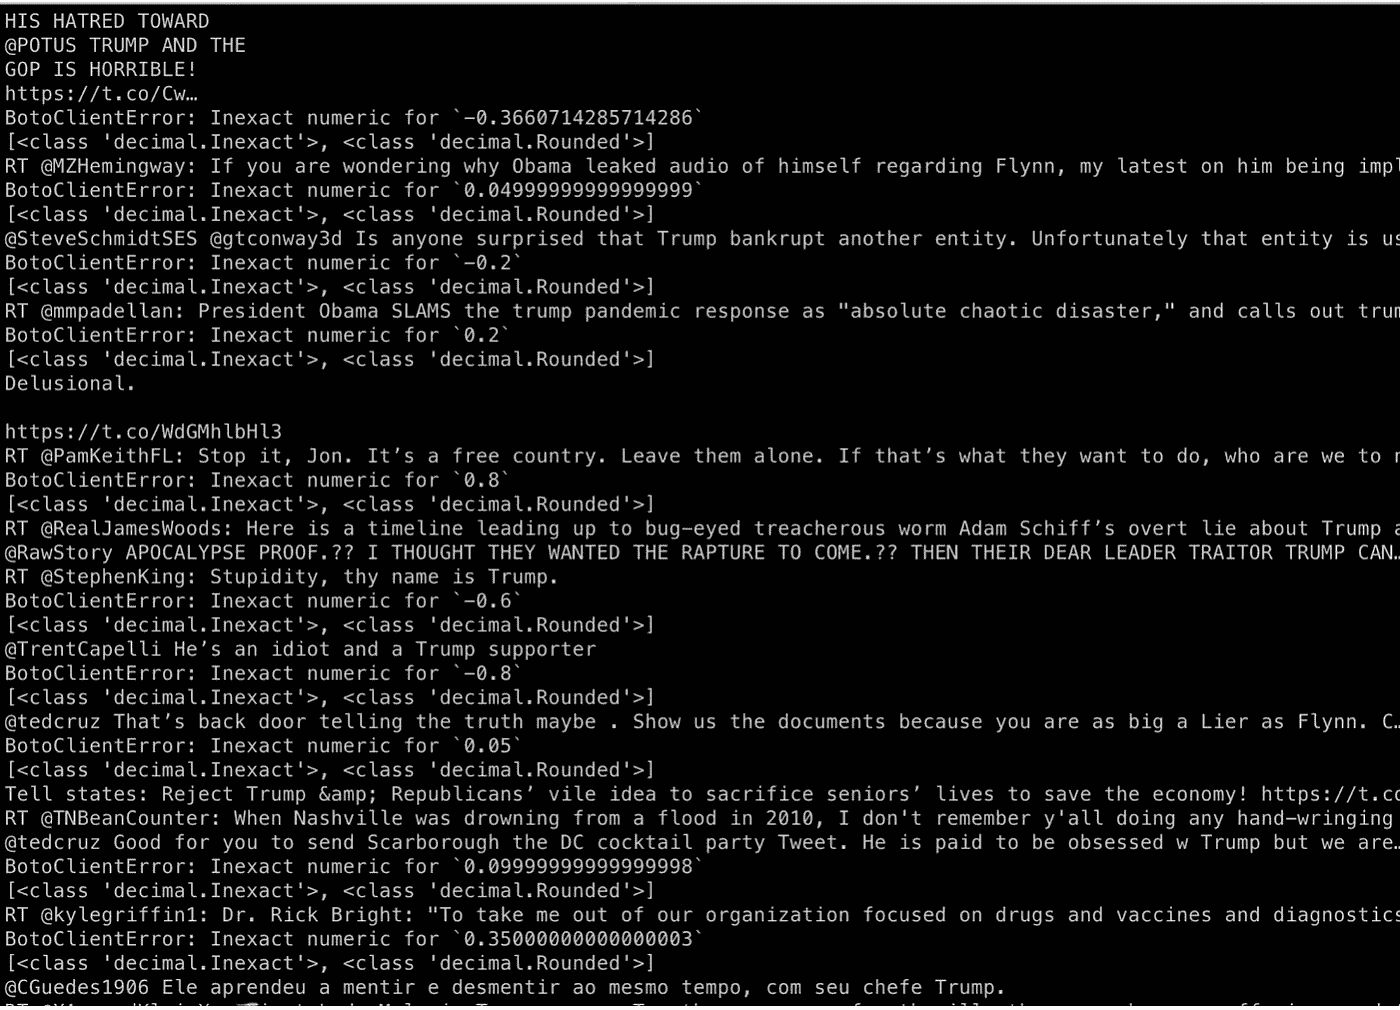 HIS HATRED TOWARD
@POTUS TRUMP AND THE
GOP IS HORRIBLE!
https://t.co/Cw…
BotoClientError: Inexact numeric for `-0.3660714285714286`
[<class 'decimal.Inexact'>, <class 'decimal.Rounded'>]
RT @MZHemingway: If you are wondering why Obama leaked audio of himself regarding Flynn, my latest on him being impl
BotoClientError: Inexact numeric for `0.04999999999999999`
[<class 'decimal.Inexact'>, <class 'decimal.Rounded'>]
@SteveSchmidtSES @gtconway3d Is anyone surprised that Trump bankrupt another entity. Unfortunately that entity is us
BotoClientError: Inexact numeric for `-0.2`
[<class 'decimal.Inexact'>, <class 'decimal.Rounded'>]
RT @mmpadellan: President Obama SLAMS the trump pandemic response as "absolute chaotic disaster," and calls out trum
BotoClientError: Inexact numeric for `0.2`
[<class 'decimal.Inexact'>, <class 'decimal.Rounded'>]
Delusional.
https://t.co/WdGMhlbHl3
RT @PamKeithFL: Stop it, Jon. It’s a free country. Leave them alone. If that’s what they want to do, who are we to
BotoClientError: Inexact numeric for `0.8`
[<class 'decimal.Inexact'>, <class 'decimal.Rounded'>]
RT @RealJamesWoods: Here is a timeline leading up to bug-eyed treacherous worm Adam Schiff’s overt lie about Trump
@RawStory APOCALYPSE PROOF.?? I THOUGHT THEY WANTED THE RAPTURE TO COME.?? THEN THEIR DEAR LEADER TRAITOR TRUMP CAN…
RT @StephenKing: Stupidity, thy name is Trump.
BotoClientError: Inexact numeric for `-0.6`
[<class 'decimal.Inexact'>, <class 'decimal.Rounded'>]
@TrentCapelli He’s an idiot and a Trump supporter
BotoClientError: Inexact numeric for `-0.8`
[<class 'decimal.Inexact'>, <class 'decimal.Rounded'>]
@tedcruz That’s back door telling the truth maybe . Show us the documents because you are as big a Lier as Flynn. C…
BotoClientError: Inexact numeric for `0.05`
[<class 'decimal.Inexact'>, <class 'decimal.Rounded'>]
Tell states: Reject Trump &amp; Republicans’ vile idea to sacrifice seniors’ lives to save the economy! https://t.co
RT @TNBeanCounter: When Nashville was drowning from a flood in 2010, I don't remember y'all doing any hand-wringing
@tedcruz Good for you to send Scarborough the DC cocktail party Tweet. He is paid to be obsessed w Trump but we are…
BotoClientError: Inexact numeric for `0.09999999999999998`
[<class 'decimal.Inexact'>, <class 'decimal.Rounded'>]
RT @kylegriffin1: Dr. Rick Bright: "To take me out of our organization focused on drugs and vaccines and diagnostics
BotoClientError: Inexact numeric for `0.35000000000000003`
[<class 'decimal.Inexact'>, <class 'decimal.Rounded'>]
@CGuedes1906 Ele aprendeu a mentir e desmentir ao mesmo tempo, com seu chefe Trump.